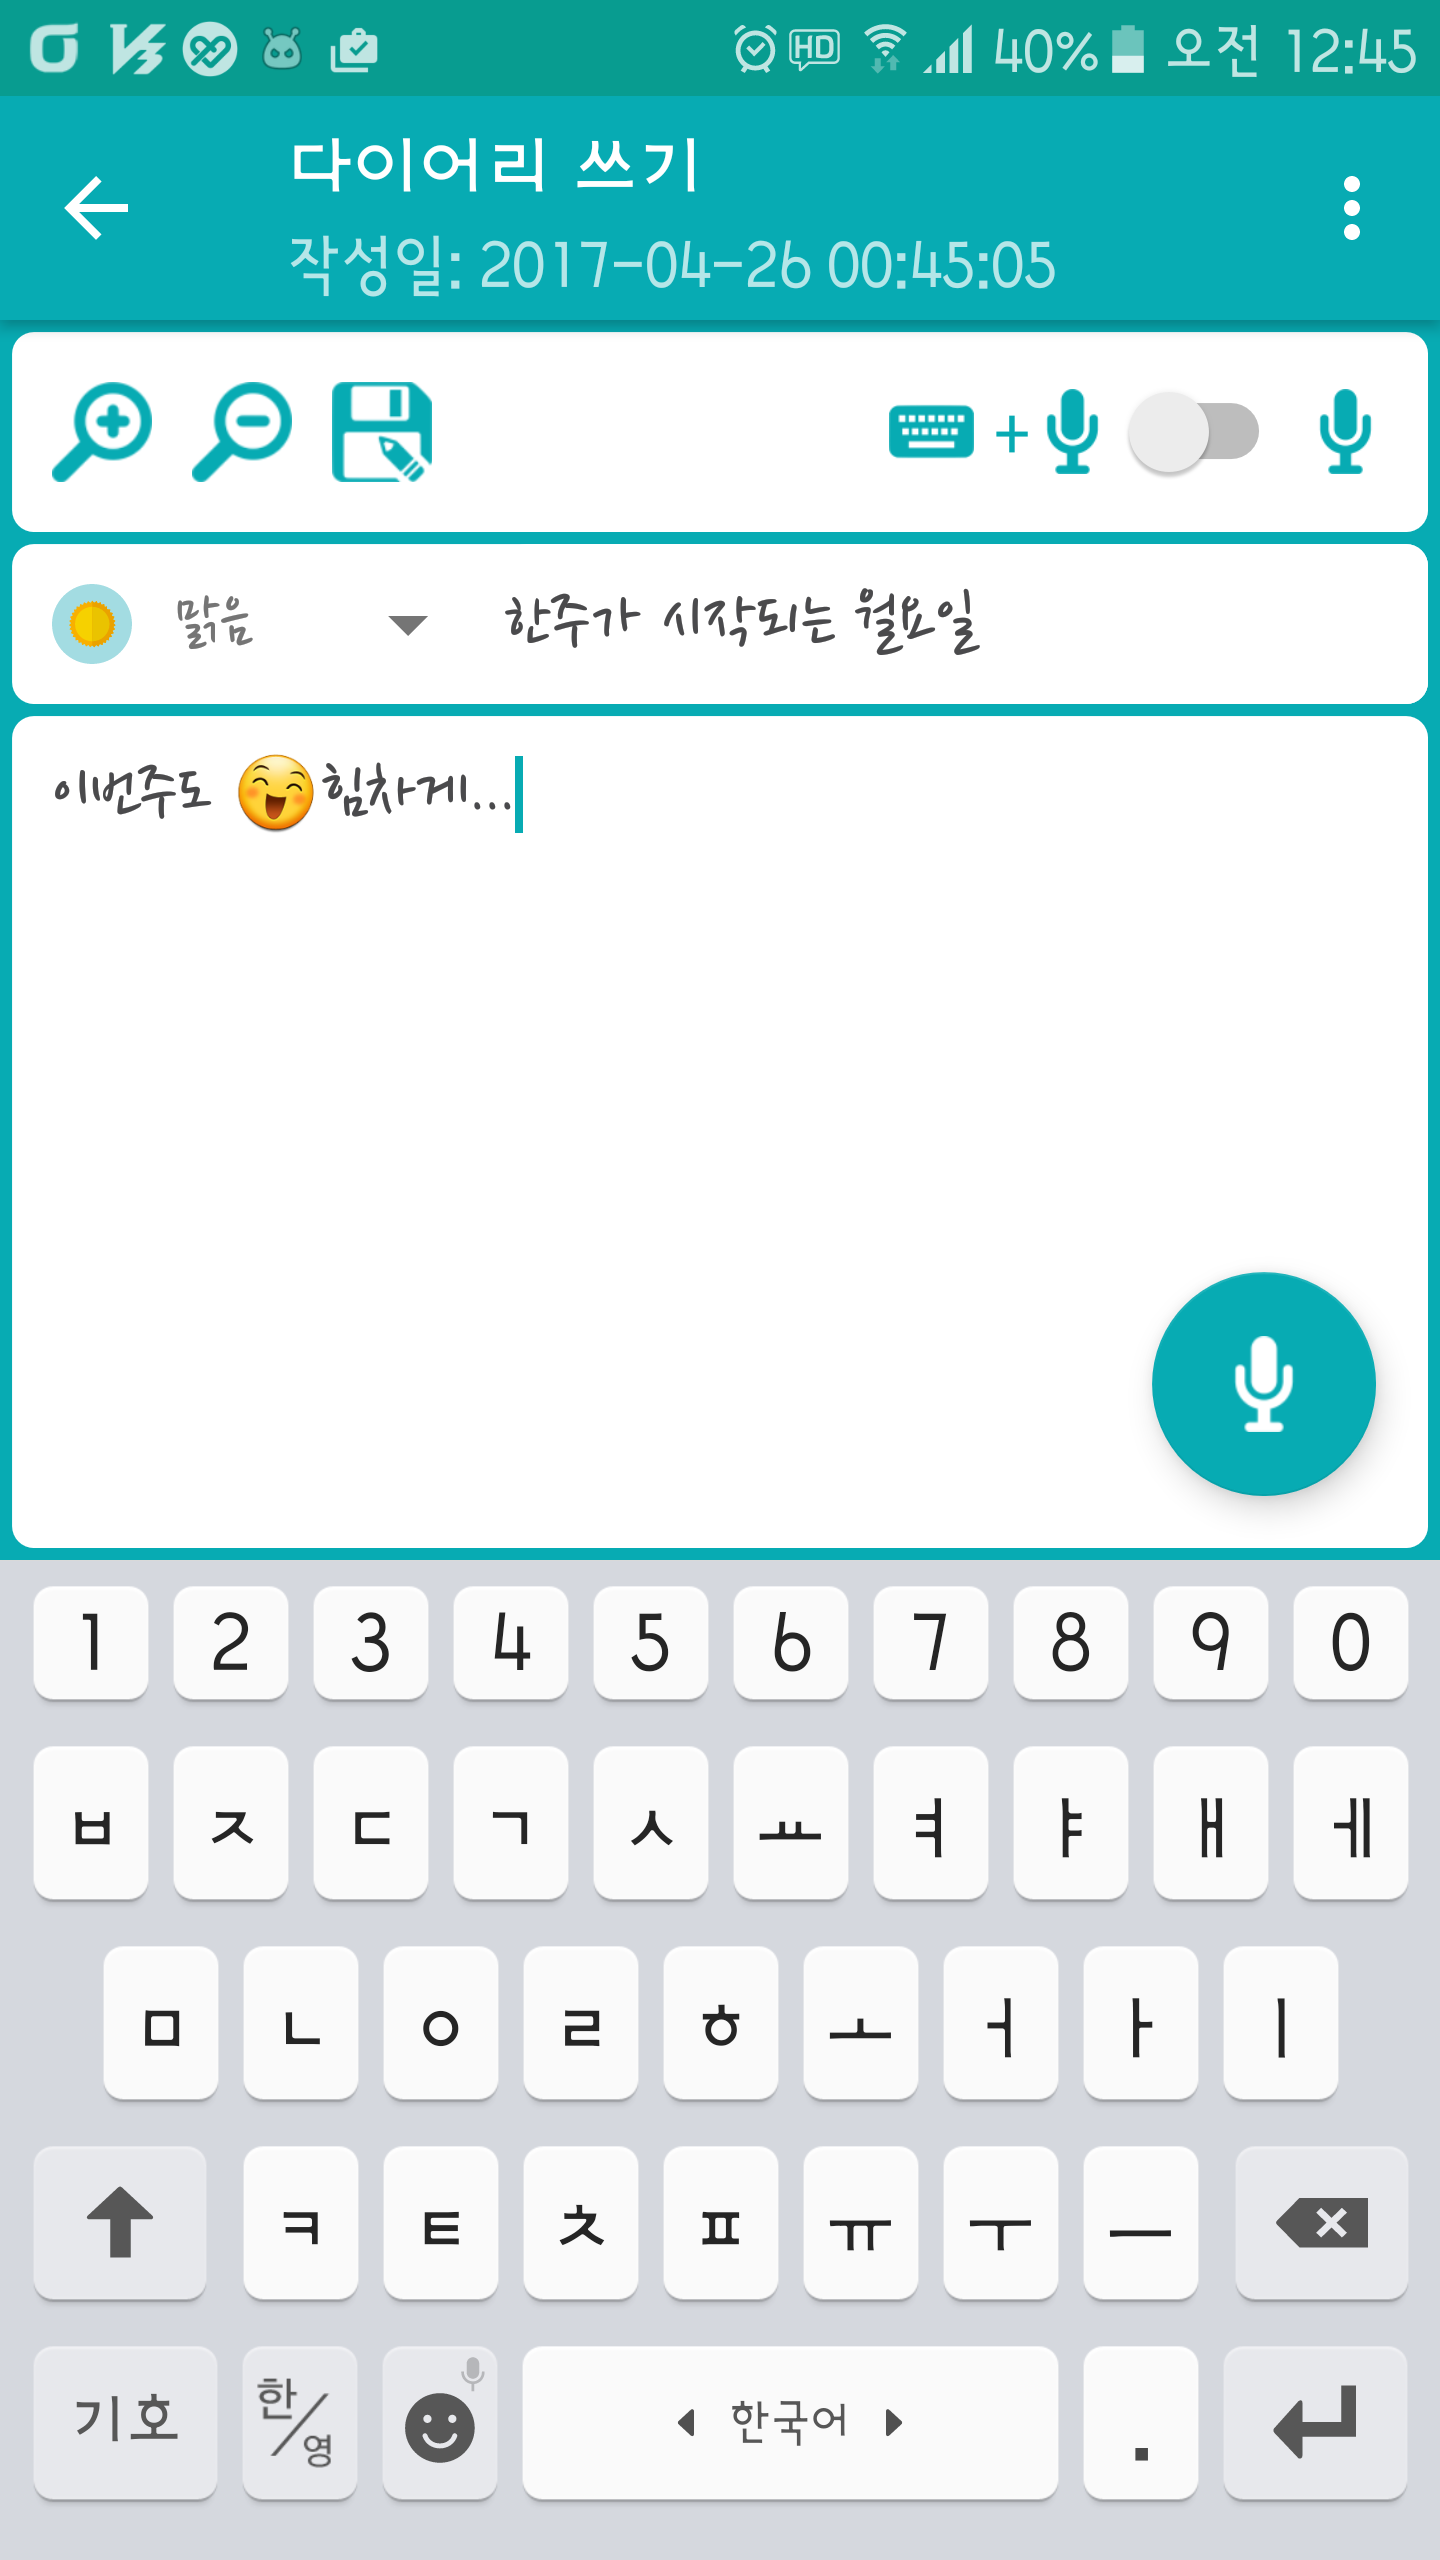 HD 40% 오전 12:45
다이어리 쓰기
작성일: 2017-04-26 00:45:05
+
맑음 한주가 시작되는 월요일
이번주도 😄힘차게...
1 2 3 4 5 6 7 8 9 0
ㅂ ㅈ ㄷ ㄱ ㅅ ㅛ ㅕ ㅑ ㅐ ㅔ
ㅁ ㄴ ㅇ ㄹ ㅎ ㅗ ㅓ ㅏ ㅣ
ㅋ ㅌ ㅊ ㅍ ㅠ ㅜ ㅡ
기호 한/영 한국어 .